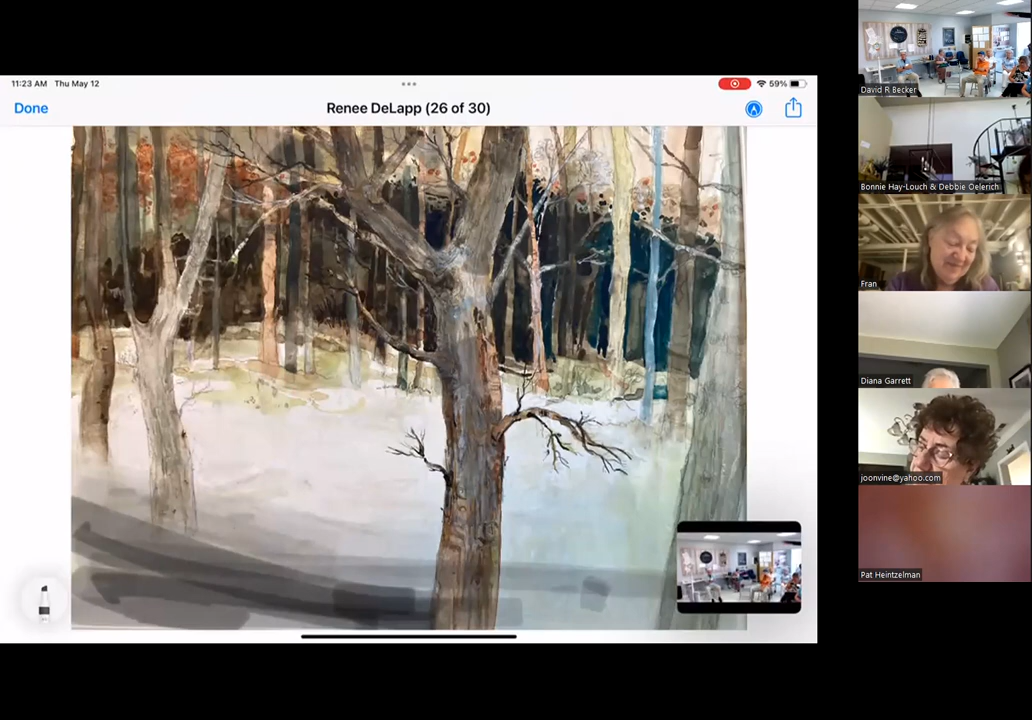 11:23 AM Thu May 12
59%
Done
Renee DeLapp (26 of 30)
David R Becker
Bonnie Hay-Louch & Debbie Oelerich
Fran
Diana Garrett
joonvine@yahoo.com
Pat Heintzelman